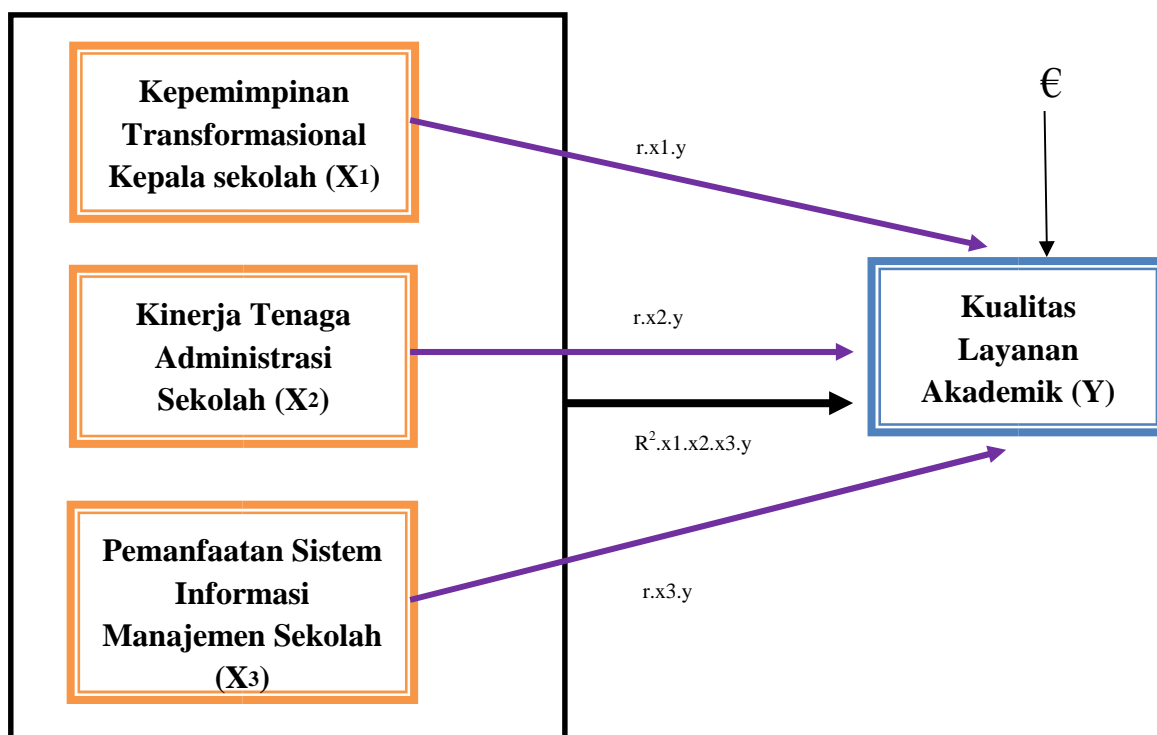 Kepemimpinan
Transformasional
Kepala sekolah (X1)
€
r.x1.y
Kinerja Tenaga
Administrasi
Sekolah (X2)
r.x2.y
Kualitas
Layanan
Akademik (Y)
R².x1.x2.x3.y
Pemanfaatan Sistem
Informasi
Manajemen Sekolah
(X3)
r.x3.y